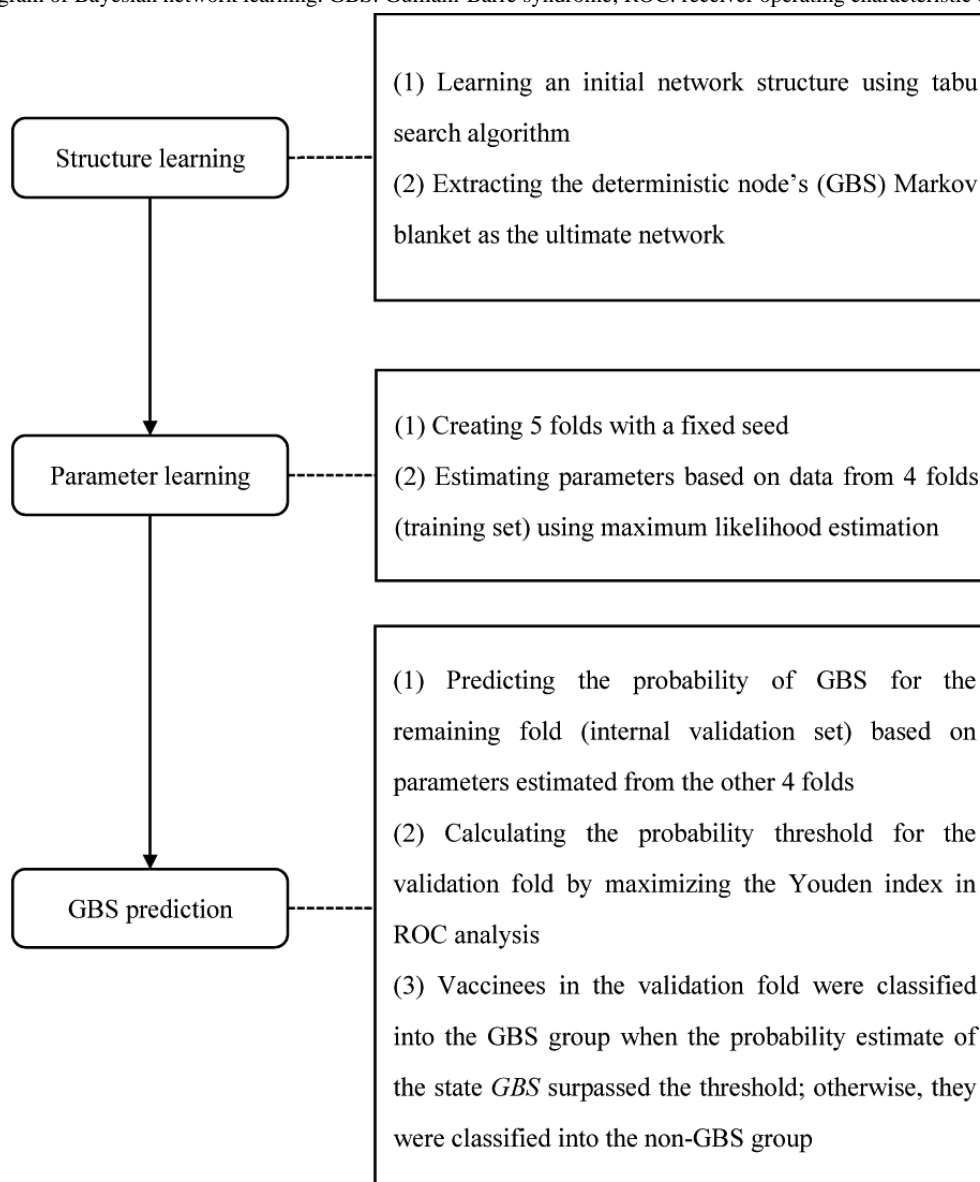 of Bayesian network learning. GBS: Guillain-Barré syndrome; ROC: receiver operating characteristic
(1) Learning an initial network structure using tabu
search algorithm
(2) Extracting the deterministic node’s (GBS) Markov
blanket as the ultimate network
Structure learning
(1) Creating 5 folds with a fixed seed
(2) Estimating parameters based on data from 4 folds
(training set) using maximum likelihood estimation
Parameter learning
(1) Predicting the probability of GBS for the
remaining fold (internal validation set) based on
parameters estimated from the other 4 folds
(2) Calculating the probability threshold for the
validation fold by maximizing the Youden index in
ROC analysis
(3) Vaccinees in the validation fold were classified
into the GBS group when the probability estimate of
the state GBS surpassed the threshold; otherwise, they
were classified into the non-GBS group
GBS prediction